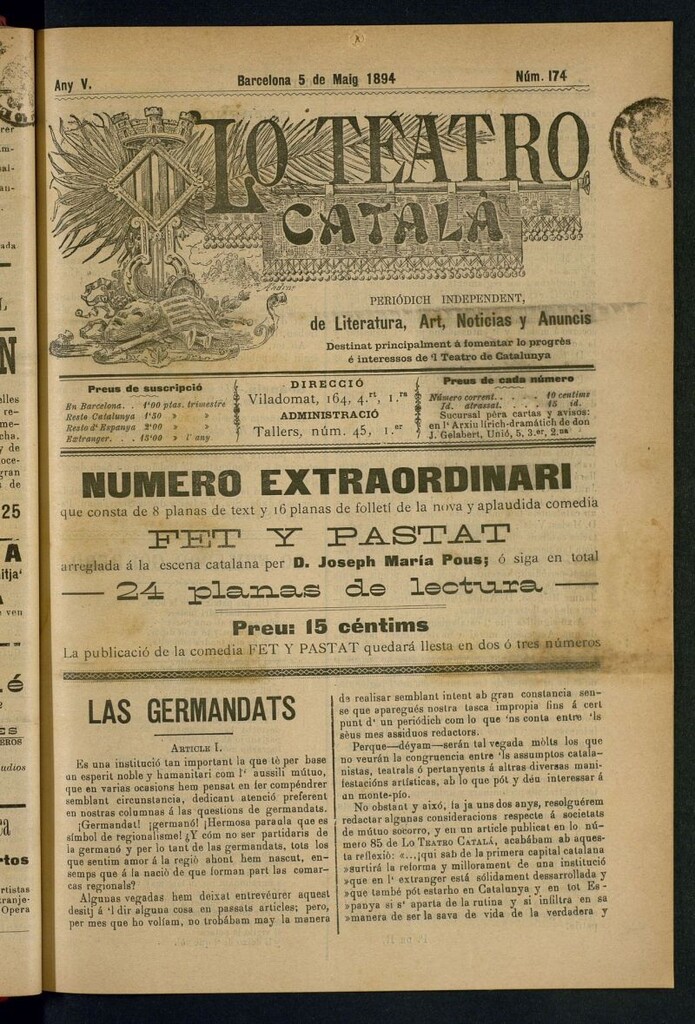 Any V.
Barcelona 5 de Maig 1894
Núm. 174
LO TEATRO
CATALÀ
PERIÓDICH INDEPENDENT,
de Literatura, Art, Noticias y Anuncis
Destinat principalment á fomentar lo progrès
é interessos de 'l Teatro de Catalunya
Preus de suscripció
En Barcelona. . 1'00 ptas. trimestre
Resto Catalunya 1'50 » »
Resto d' Espanya 2'00 » »
Extranger. . 15'00 » l' any
DIRECCIÓ
Viladomat, 164, 4.rt, 1.ra
ADMINISTRACIÓ
Tallers, núm. 45, 1.er
Preus de cada número
Número corrent. . . . 10 centims
Id. atrassat. . . . 15 id.
Sucursal pera cartas y avisos:
en l' Arxiu lírich-dramátich de don
J. Gelabert, Unió, 5, 3.er, 2.na
NUMERO EXTRAORDINARI
que consta de 8 planas de text y 16 planas de folletí de la nova y aplaudida comedia
FET Y PASTAT
arreglada á la escena catalana per D. Joseph María Pous; ó siga en total
— 24 planas de lectura —
Preu: 15 céntims
La publicació de la comedia FET Y PASTAT quedará llesta en dos ó tres números
LAS GERMANDATS
ARTICLE I.
Es una institució tan important la que tè per base
un esperit noble y humanitari com l' aussili mútuo,
que en varias ocasions hem pensat en fer compéndrer
semblant circunstancia, dedicant atenció preferent
en nostras columnas á las questions de germandats.
¡Germandat! ¡germanó! ¡Hermosa paraula que es
símbol de regionalisme! ¿Y cóm no ser partidaris de
la germanó y per lo tant de las germandats, tots los
que sentim amor á la regió ahont hem nascut, en-
semps que á la nació de que forman part las comar-
cas regionals?
Algunas vegadas hem deixat entrevéurer aquest
desitj á 'l dir alguna cosa en passats articles; pero,
per mes que ho volíam, no trobábam may la manera
de realisar semblant intent ab gran constancia sen-
se que aparegués nostra tasca impropia fins á cert
punt d' un periódich com lo que 'ns conta entre 'ls
sèus mes assiduos redactors.
Perque—déyam—serán tal vegada mólts los que
no veurán la congruencia entre 'ls assumptos catala-
nistas, teatrals ó pertanyents á altras diversas mani-
festacións artísticas, ab lo que pót y déu interessar á
un monte-pío.
No obstant y aixó, fa ja uns dos anys, resolguérem
redactar algunas consideracions respecte á societats
de mútuo socorro, y en un article publicat en lo nú-
mero 85 de LO TEATRO CATALÀ, acabábam ab aques-
ta reflexió: «...¡qui sab de la primera capital catalana
»surtirá la reforma y millorament de una institució
»que en l' extranger está sólidament dessarrollada y
»que també pót estarho en Catalunya y en tot Es-
»panya si s' aparta de la rutina y si infiltra en sa
»manera de ser la sava de vida de la verdadera y
25